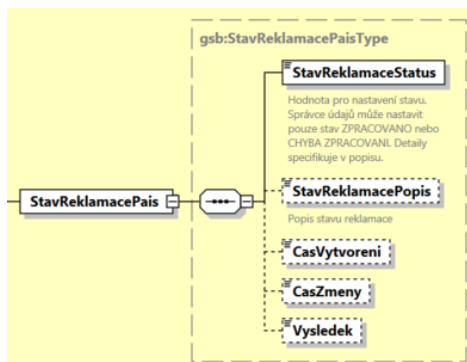 gsb:StavReklamacePaisType
StavReklamaceStatus
Hodnota pro nastavení stavu.
Správce údajů může nastavit
pouze stav ZPRACOVANO nebo
CHYBA ZPRACOVANI. Detaily
specifikuje v popisu.
StavReklamacePais
StavReklamacePopis
Popis stavu reklamace
CasVytvoreni
CasZmeny
Vysledek